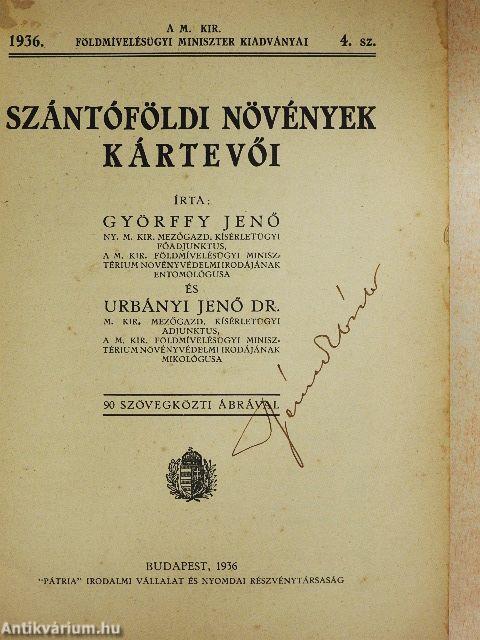 A M. KIR.
1936. FÖLDMÍVELÉSÜGYI MINISZTER KIADVÁNYAI 4. sz.
SZÁNTÓFÖLDI NÖVÉNYEK
KÁRTEVŐI
ÍRTA:
GYÖRFFY JENŐ
NY. M. KIR. MEZŐGAZD. KÍSÉRLETÜGYI
FŐADJUNKTUS,
A M. KIR. FÖLDMÍVELÉSÜGYI MINISZ-
TÉRIUM NÖVÉNYVÉDELMI IRODÁJÁNAK
ENTOMOLÓGUSA
ÉS
URBÁNYI JENŐ DR.
M. KIR. MEZŐGAZD. KÍSÉRLETÜGYI
ADJUNKTUS,
A M. KIR. FÖLDMÍVELÉSÜGYI MINISZ-
TÉRIUM NÖVÉNYVÉDELMI IRODÁJÁNAK
MIKOLÓGUSA
90 SZÖVEGKÖZTI ÁBRÁVAL
BUDAPEST, 1936
"PÁTRIA" IRODALMI VÁLLALAT ÉS NYOMDAI RÉSZVÉNYTÁRSASÁG
Antikvárium.hu